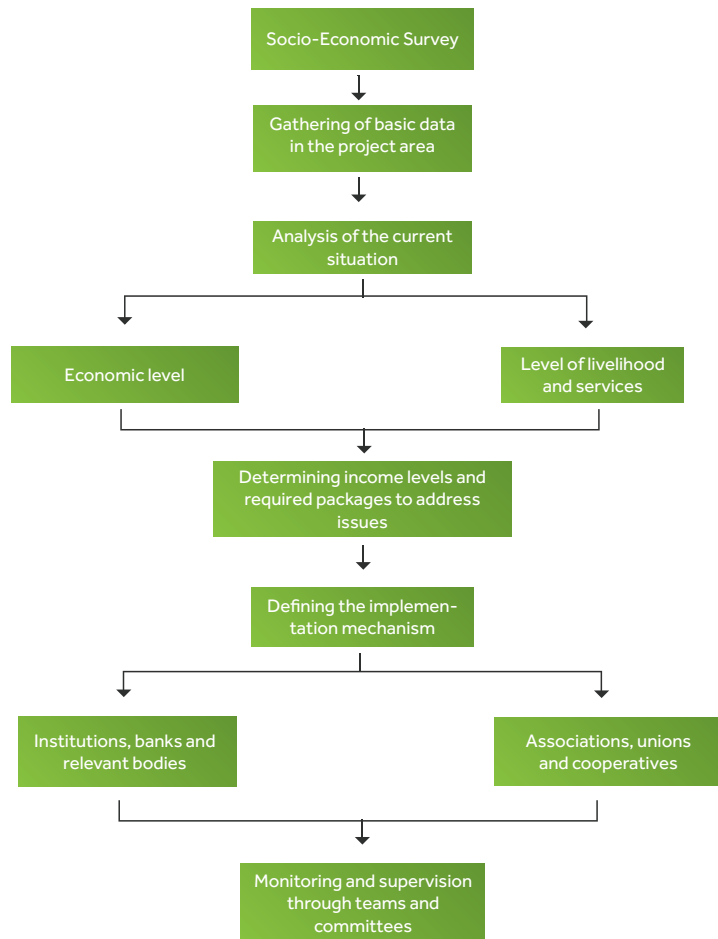 Socio-Economic Survey
Gathering of basic data
in the project area
Analysis of the current
situation
Economic level
Level of livelihood
and services
Determining income levels and
required packages to address
issues
Defining the implemen-
tation mechanism
Institutions, banks and
relevant bodies
Associations, unions
and cooperatives
Monitoring and supervision
through teams and
committees